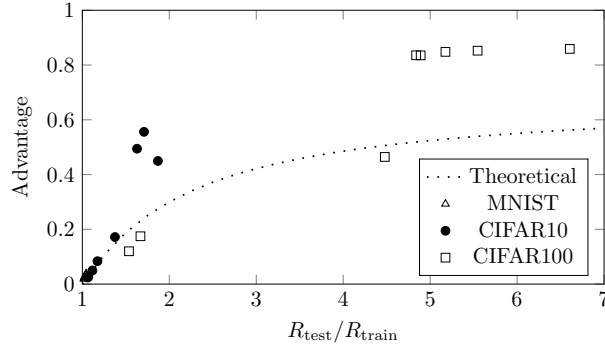 1
0.8
0.6
0.4
0.2
0
Advantage
1 2 3 4 5 6 7
R_test/R_train
Theoretical
MNIST
CIFAR10
CIFAR100